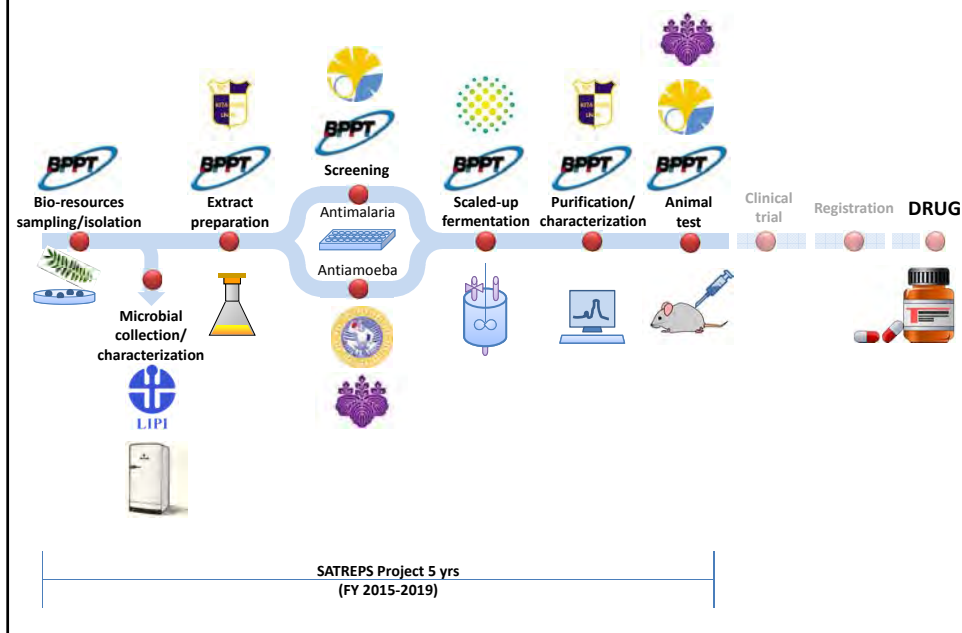 BPPT
Bio-resources
sampling/isolation
Microbial
collection/
characterization
LIPI
BPPT
Extract
preparation
BPPT
Screening
Antimalaria
Antiamoeba
BPPT
Scaled-up
fermentation
BPPT
Purification/
characterization
BPPT
Animal
test
Clinical
trial
Registration
DRUG
SATREPS Project 5 yrs
(FY 2015-2019)